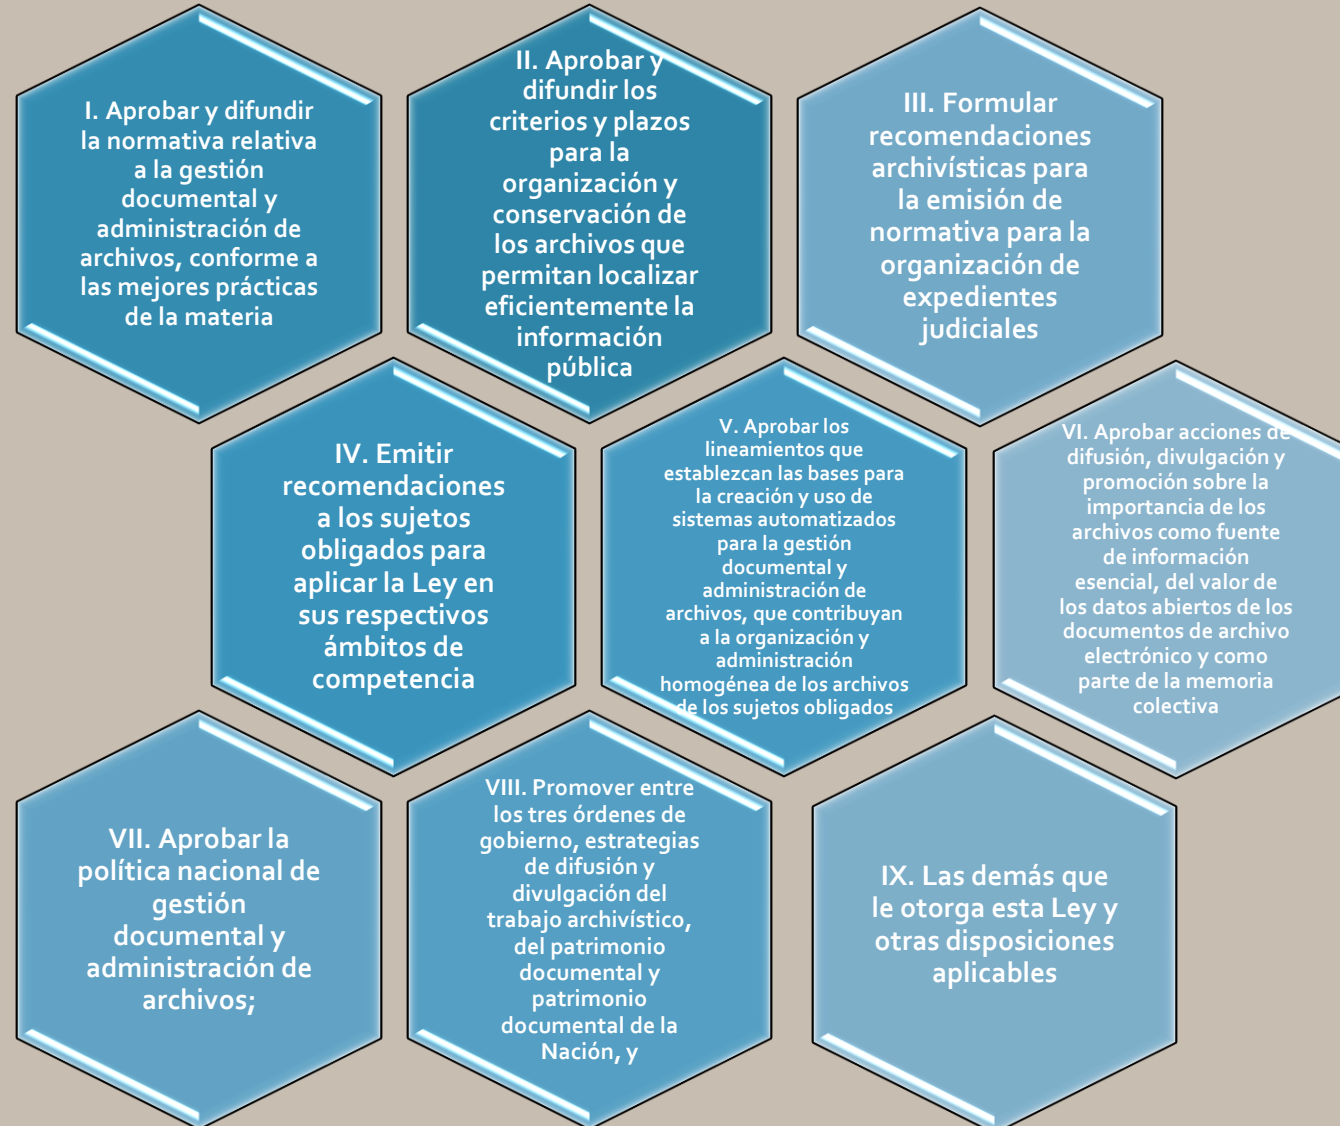 I. Aprobar y difundir
la normativa relativa
a la gestión
documental y
administración de
archivos, conforme a
las mejores prácticas
de la materia
II. Aprobar y
difundir los
criterios y plazos
para la
organización y
conservación de
los archivos que
permitan localizar
eficientemente la
información
pública
III. Formular
recomendaciones
archivísticas para
la emisión de
normativa para la
organización de
expedientes
judiciales
IV. Emitir
recomendaciones
a los sujetos
obligados para
aplicar la Ley en
sus respectivos
ámbitos de
competencia
V. Aprobar los
lineamientos que
establezcan las bases para
la creación y uso de
sistemas automatizados
para la gestión
documental y
administración de
archivos, que contribuyan
a la organización y
administración
homogénea de los archivos
de los sujetos obligados
VI. Aprobar acciones de
difusión, divulgación y
promoción sobre la
importancia de los
archivos como fuente
de información
esencial, del valor de
los datos abiertos de los
documentos de archivo
electrónico y como
parte de la memoria
colectiva
VII. Aprobar la
política nacional de
gestión
documental y
administración de
archivos;
VIII. Promover entre
los tres órdenes de
gobierno, estrategias
de difusión y
divulgación del
trabajo archivístico,
del patrimonio
documental y
patrimonio
documental de la
Nación, y
IX. Las demás que
le otorga esta Ley y
otras disposiciones
aplicables